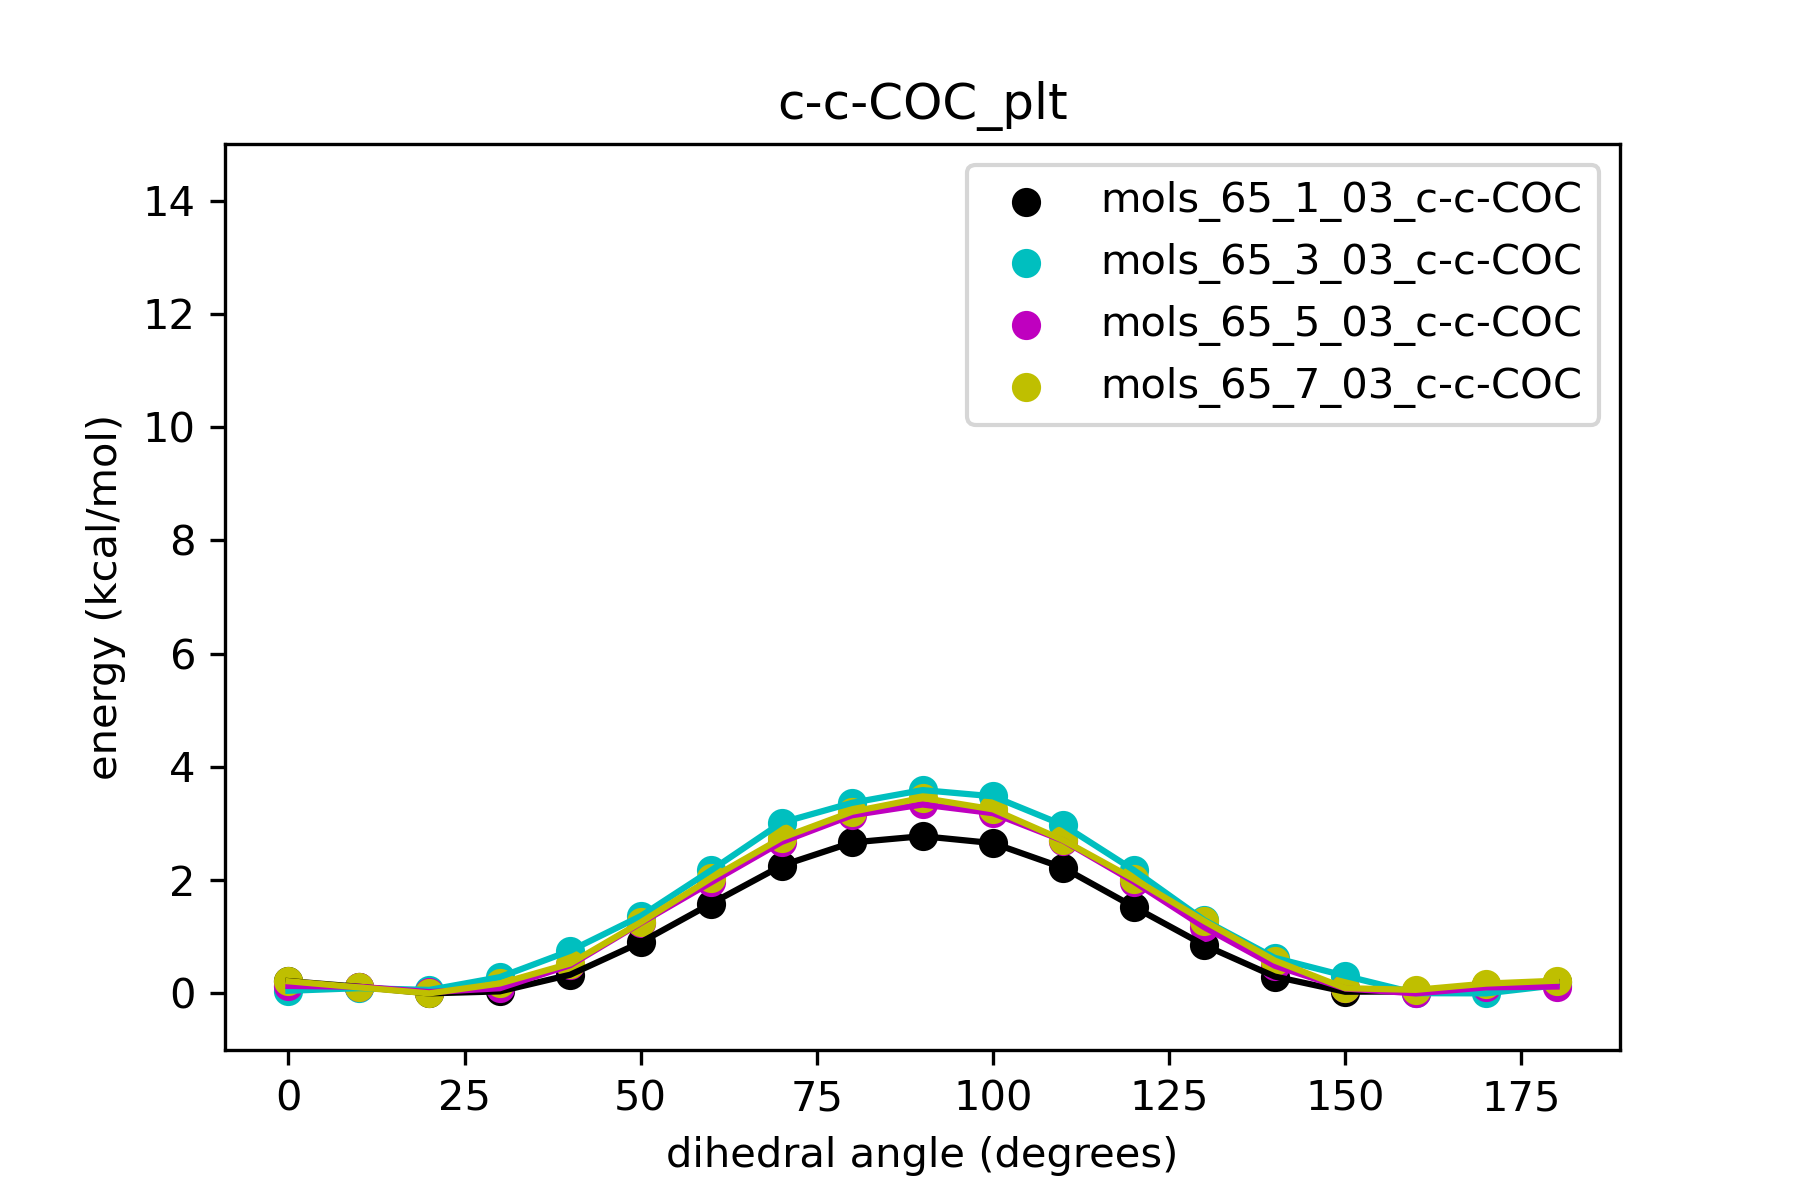 c-c-COC_plt
mols_65_1_03_c-c-COC
mols_65_3_03_c-c-COC
mols_65_5_03_c-c-COC
mols_65_7_03_c-c-COC
energy (kcal/mol)
14
12
10
8
6
4
2
0
0 25 50 75 100 125 150 175
dihedral angle (degrees)